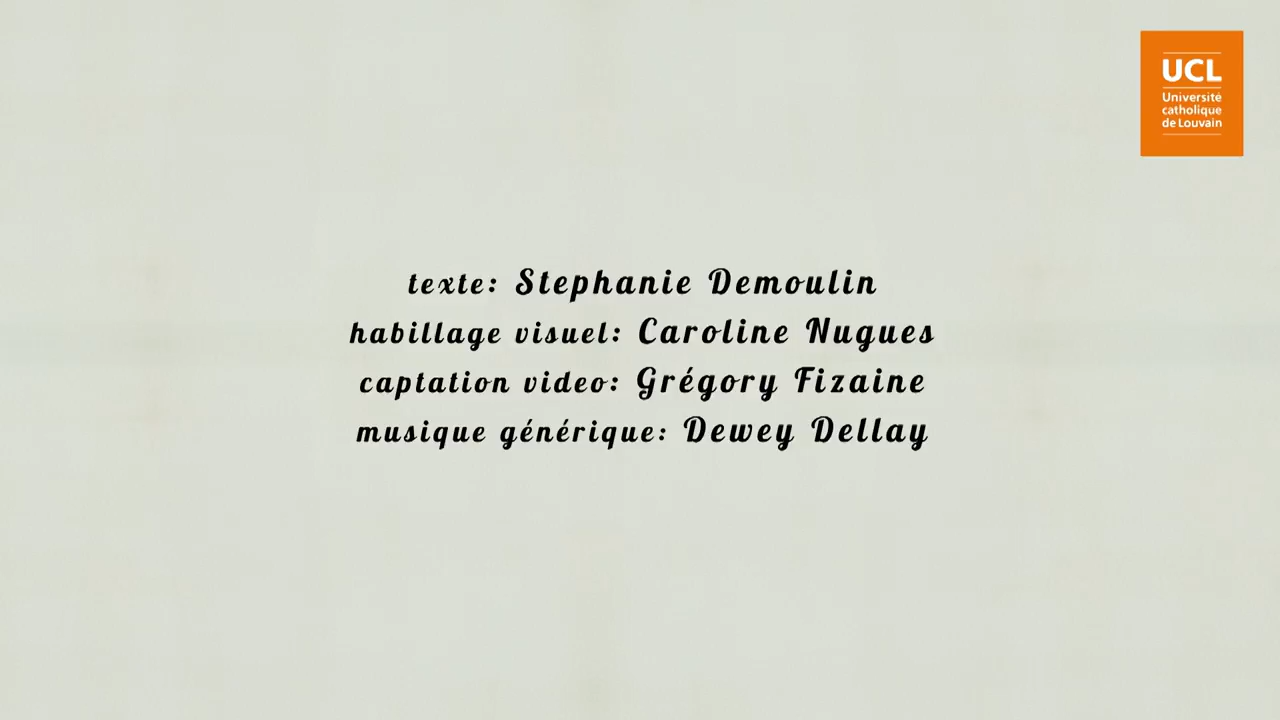 UCL
Université
catholique
de Louvain
texte: Stephanie Demoulin
habillage visuel: Caroline Nugues
captation video: Grégory Fizaine
musique générique: Dewey Dellay